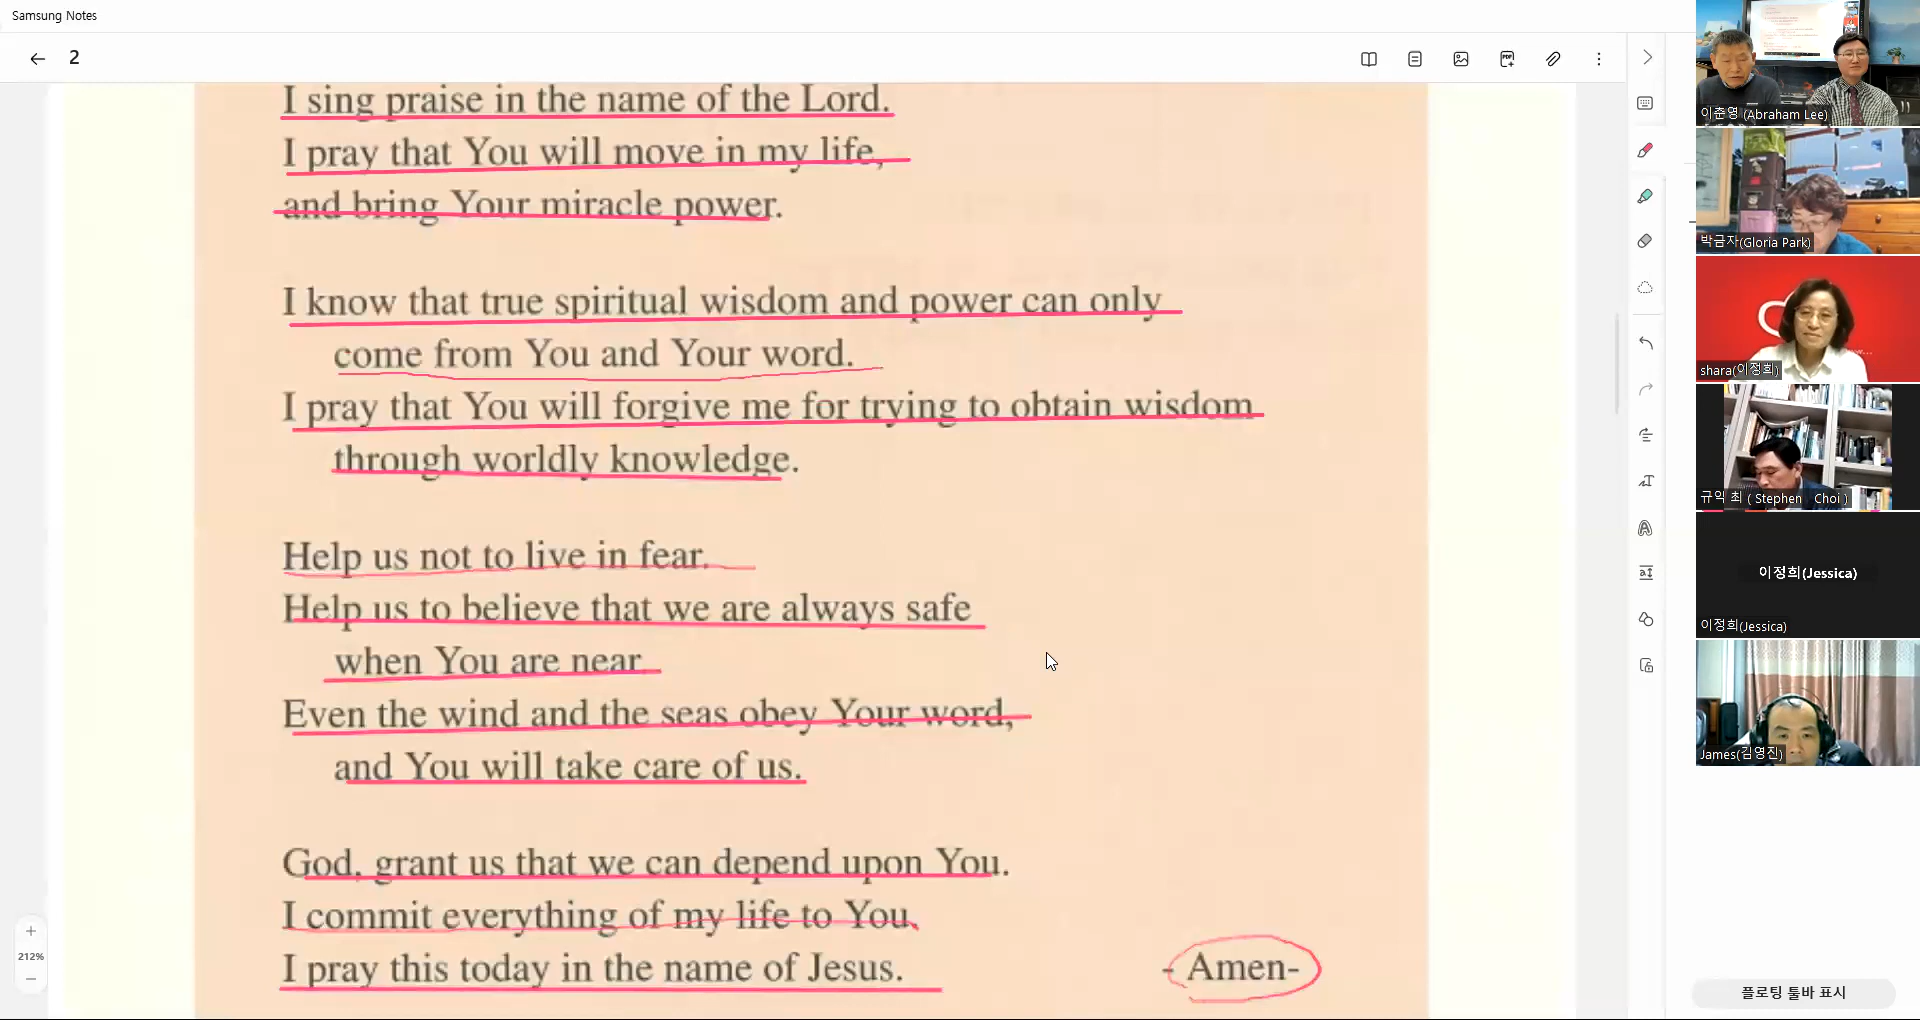 Samsung Notes
2
I sing praise in the name of the Lord.
I pray that You will move in my life,
and bring Your miracle power.
I know that true spiritual wisdom and power can only
come from You and Your word.
I pray that You will forgive me for trying to obtain wisdom
through worldly knowledge.
Help us not to live in fear.
Help us to believe that we are always safe
when You are near.
Even the wind and the seas obey Your word,
and You will take care of us.
God, grant us that we can depend upon You.
I commit everything of my life to You.
I pray this today in the name of Jesus.
- Amen-
212%
이춘영 (Abraham Lee)
박금자(Gloria Park)
shara(이정희)
규익 최 ( Stephen Choi )
이정희(Jessica)
이정희(Jessica)
James(김영진)
플로팅 툴바 표시